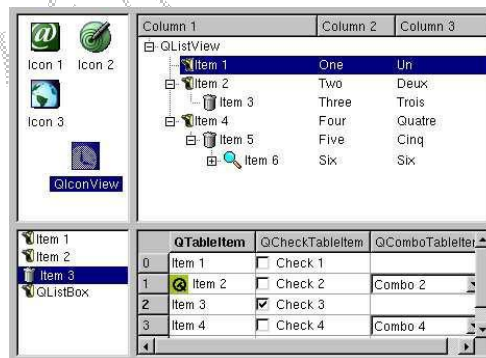 Icon 1 Icon 2
Icon 3
QIconView
Column 1 Column 2 Column 3
QListView
Item 1 One Un
Item 2 Two Deux
Item 3 Three Trois
Item 4 Four Quatre
Item 5 Five Cinq
Item 6 Six Six
Item 1
Item 2
Item 3
QListBox
QTableItem QCheckTableItem QComboTableIte
0 Item 1 Check 1
1 Item 2 Check 2 Combo 2
2 Item 3 Check 3
3 Item 4 Check 4 Combo 4